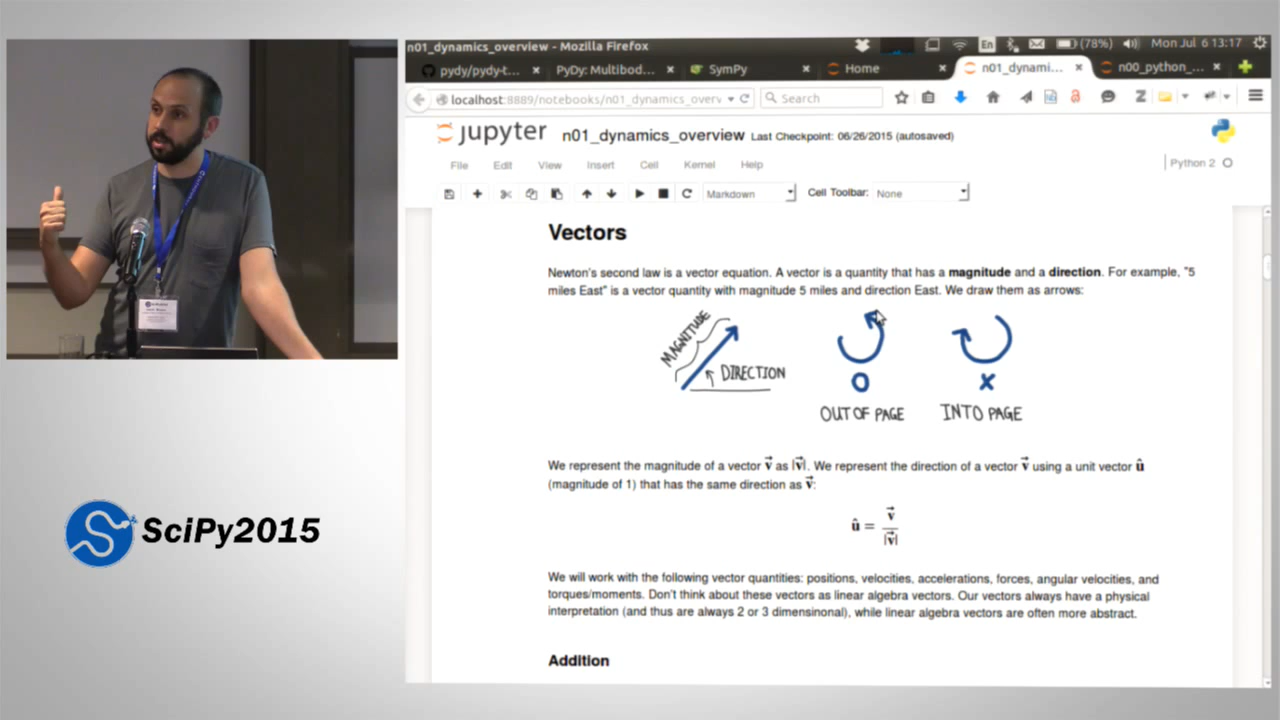 n01_dynamics_overview - Mozilla Firefox
En
(78%)
Mon Jul 6 13:17
pydy/pydy-t...
PyDy: Multibod...
SymPy
Home
n01_dynami...
n00_python_...
localhost:8889/notebooks/n01_dynamics_overv
Search
jupyter
n01_dynamics_overview Last Checkpoint: 06/26/2015 (autosaved)
File Edit View Insert Cell Kernel Help
Python 2
Markdown
Cell Toolbar: None
Vectors
Newton's second law is a vector equation. A vector is a quantity that has a magnitude and a direction. For example, "5
miles East" is a vector quantity with magnitude 5 miles and direction East. We draw them as arrows:
MAGNITUDE
DIRECTION
O
OUT OF PAGE
X
INTO PAGE
We represent the magnitude of a vector v⃗ as |v⃗|. We represent the direction of a vector v⃗ using a unit vector û
(magnitude of 1) that has the same direction as v⃗:
û = v⃗ / |v⃗|
We will work with the following vector quantities: positions, velocities, accelerations, forces, angular velocities, and
torques/moments. Don't think about these vectors as linear algebra vectors. Our vectors always have a physical
interpretation (and thus are always 2 or 3 dimensinonal), while linear algebra vectors are often more abstract.
Addition
SciPy2015